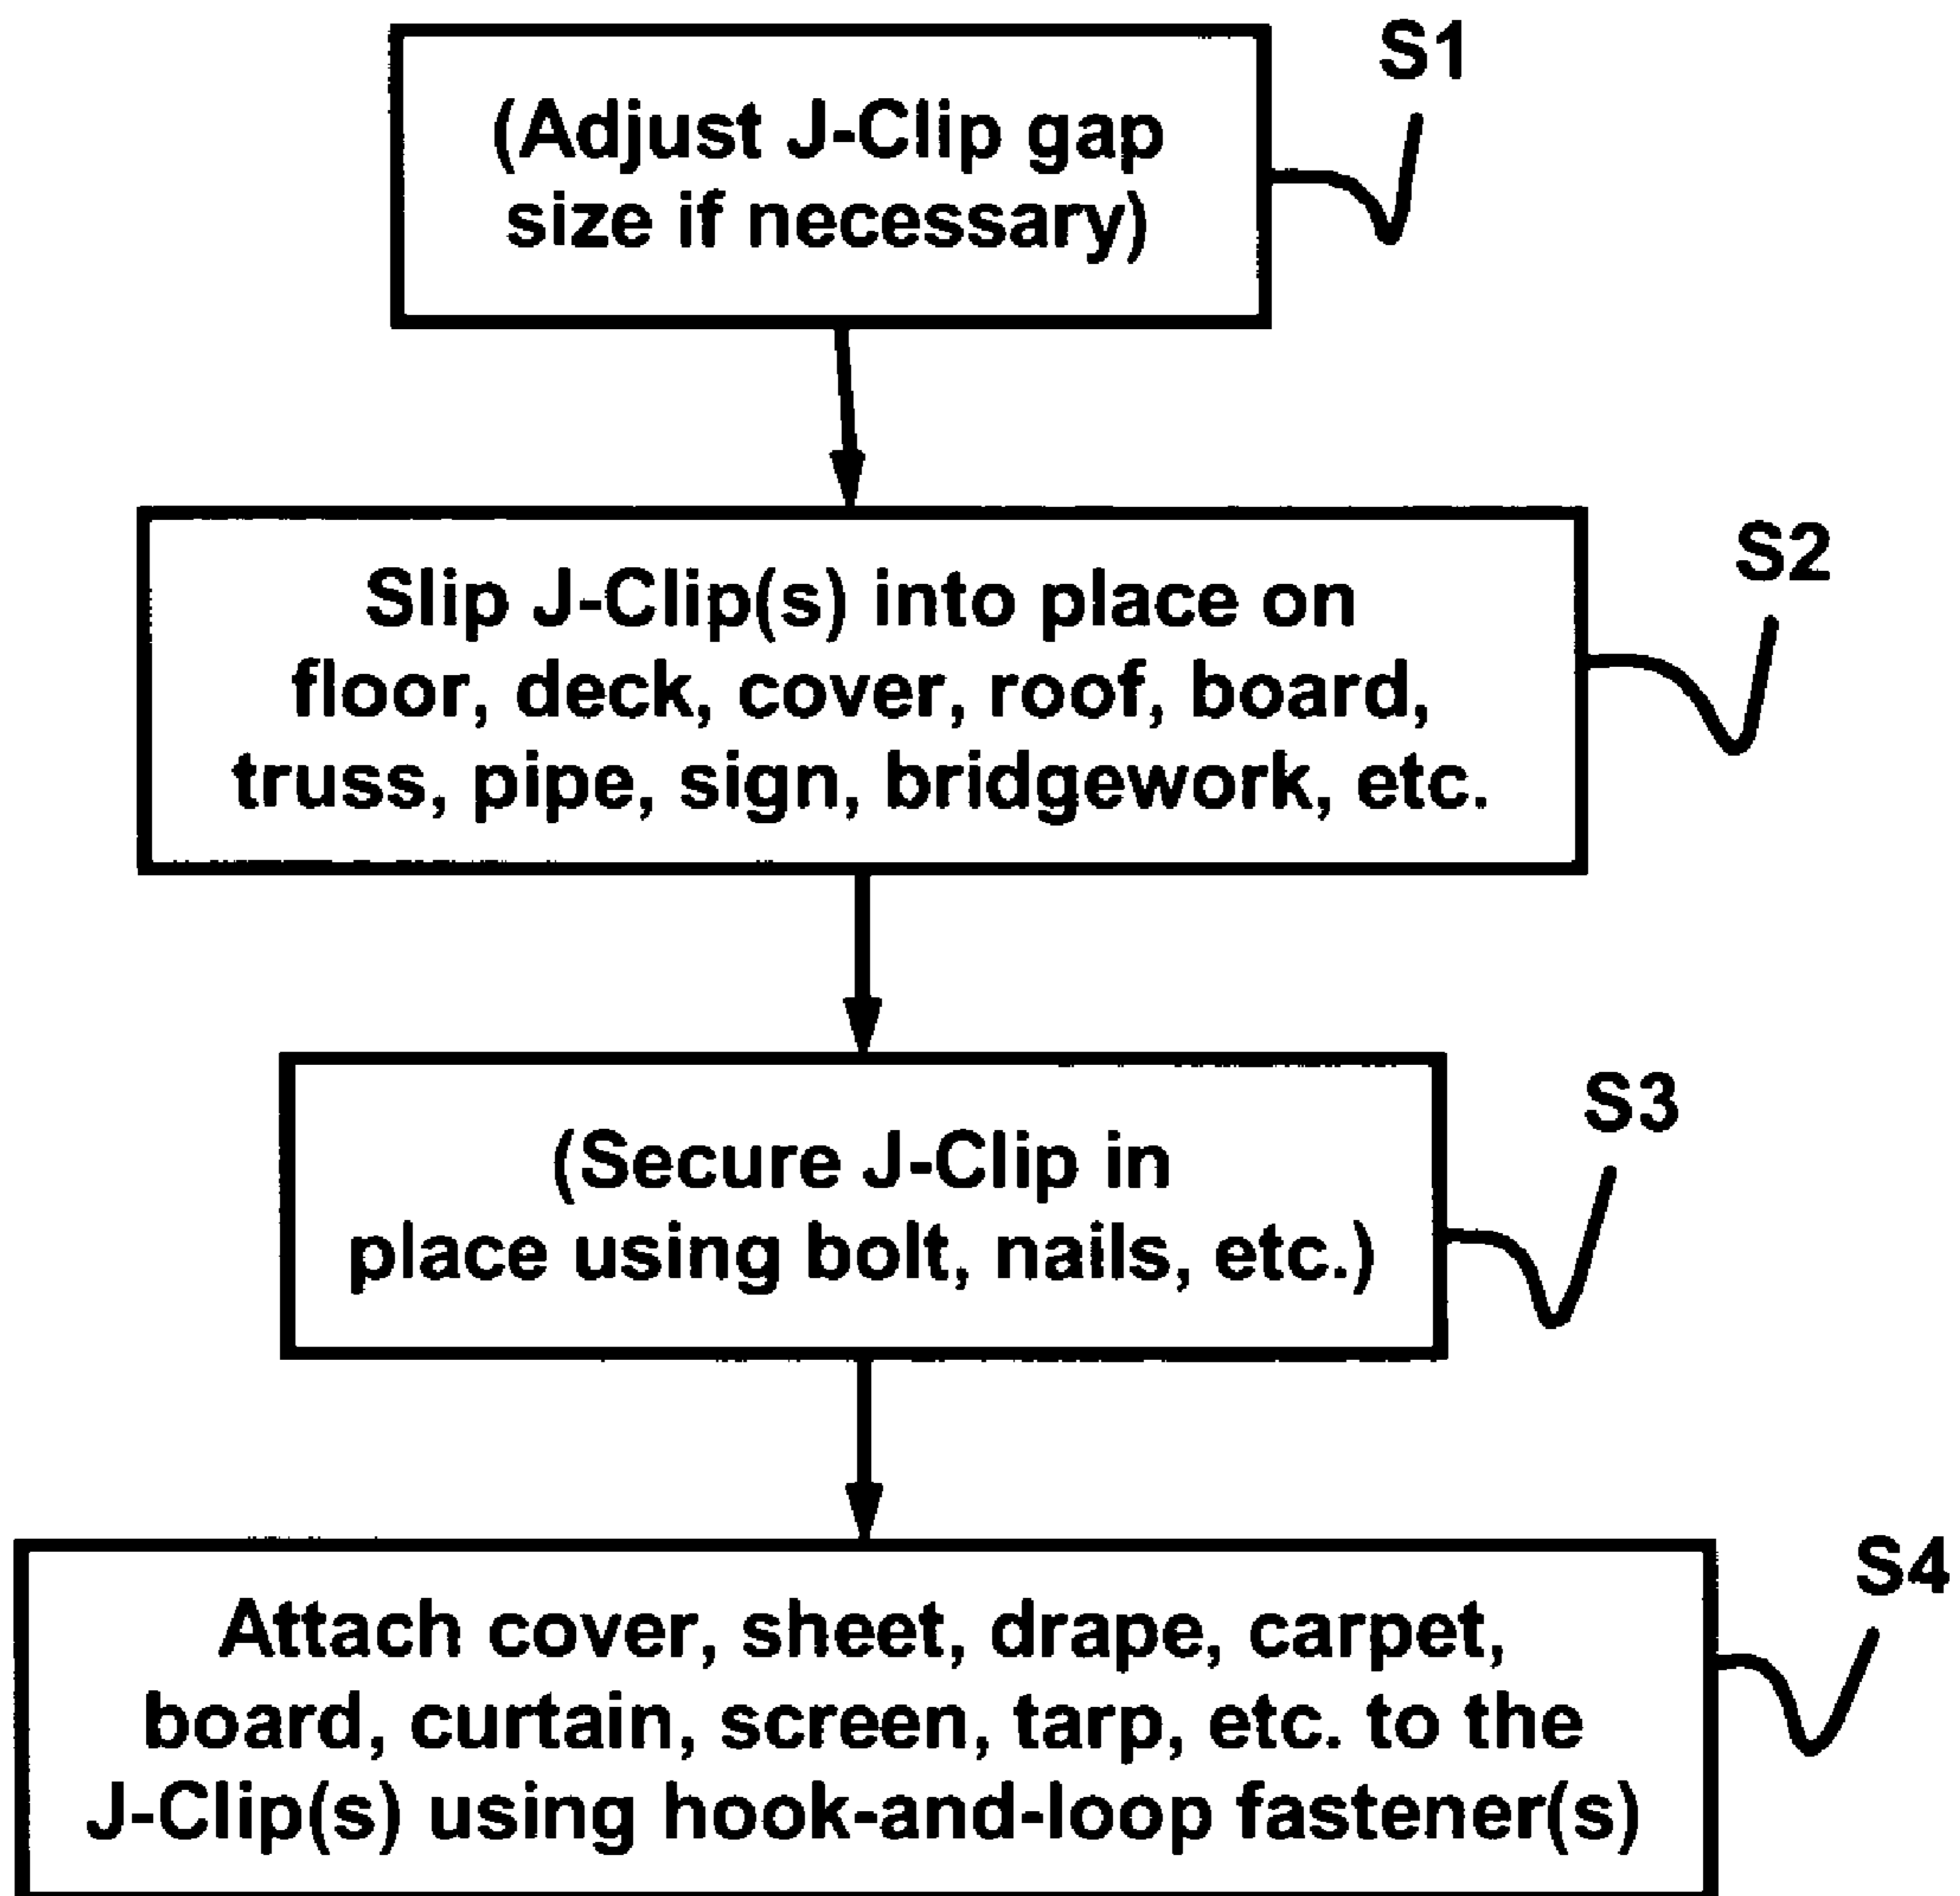 S1
(Adjust J-Clip gap
size if necessary)
S2
Slip J-Clip(s) into place on
floor, deck, cover, roof, board,
truss, pipe, sign, bridgework, etc.
S3
(Secure J-Clip in
place using bolt, nails, etc.)
S4
Attach cover, sheet, drape, carpet,
board, curtain, screen, tarp, etc. to the
J-Clip(s) using hook-and-loop fastener(s)